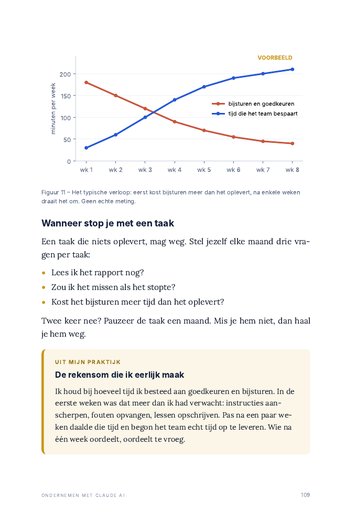 VOORBEELD
minuten per week
200
150
100
50
0
bijsturen en goedkeuren
tijd die het team bespaart
wk 1 wk 2 wk 3 wk 4 wk 5 wk 6 wk 7 wk 8
Figuur 11 – Het typische verloop: eerst kost bijsturen meer dan het oplevert, na enkele weken
draait het om. Geen echte meting.
Wanneer stop je met een taak
Een taak die niets oplevert, mag weg. Stel jezelf elke maand drie vra-
gen per taak:
• Lees ik het rapport nog?
• Zou ik het missen als het stopte?
• Kost het bijsturen meer tijd dan het oplevert?
Twee keer nee? Pauzeer de taak een maand. Mis je hem niet, dan haal
je hem weg.
UIT MIJN PRAKTIJK
De rekensom die ik eerlijk maak
Ik houd bij hoeveel tijd ik besteed aan goedkeuren en bijsturen. In de
eerste weken was dat meer dan ik had verwacht: instructies aan-
scherpen, fouten opvangen, lessen opschrijven. Pas na een paar we-
ken daalde die tijd en begon het team echt tijd op te leveren. Wie na
één week oordeelt, oordeelt te vroeg.
ONDERNEMEN MET CLAUDE AI
109